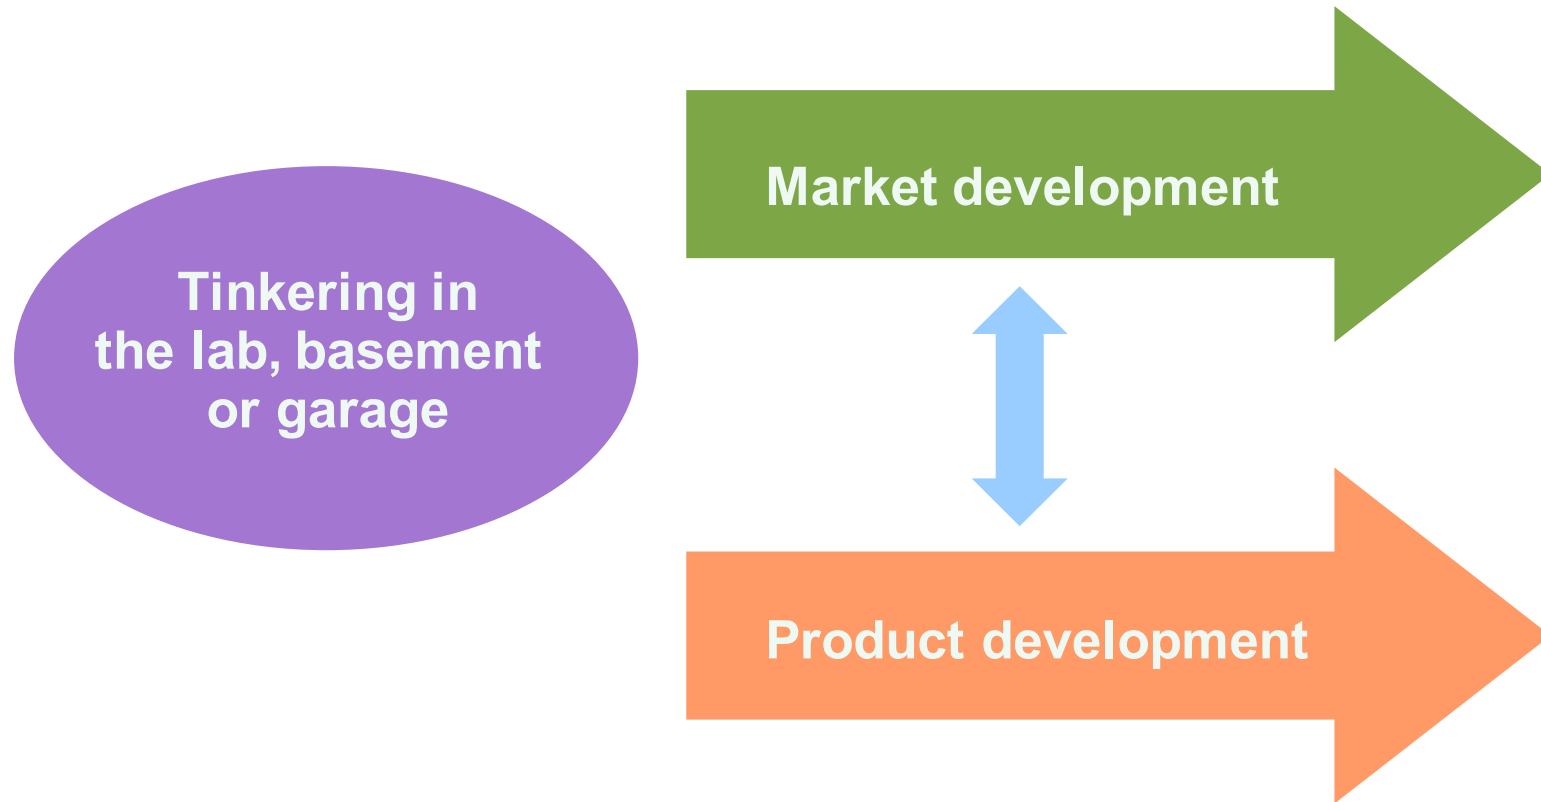 Tinkering in
the lab, basement
or garage
Market development
Product development